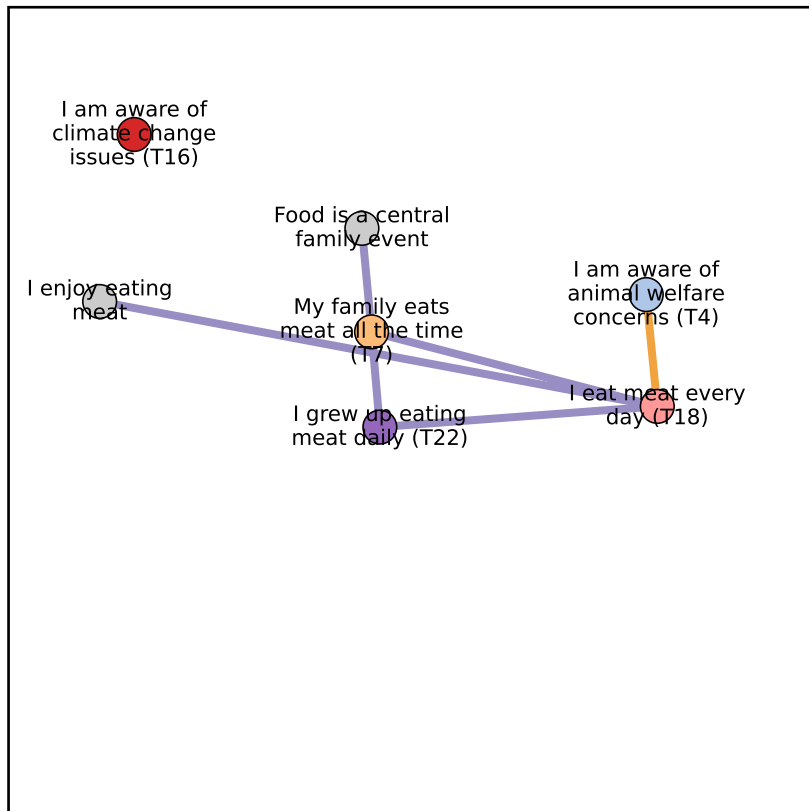 I am aware of
climate change
issues (T16)
Food is a central
family event
I am aware of
animal welfare
concerns (T4)
I enjoy eating
meat
My family eats
meat all the time
(T7)
I eat meat every
day (T18)
I grew up eating
meat daily (T22)